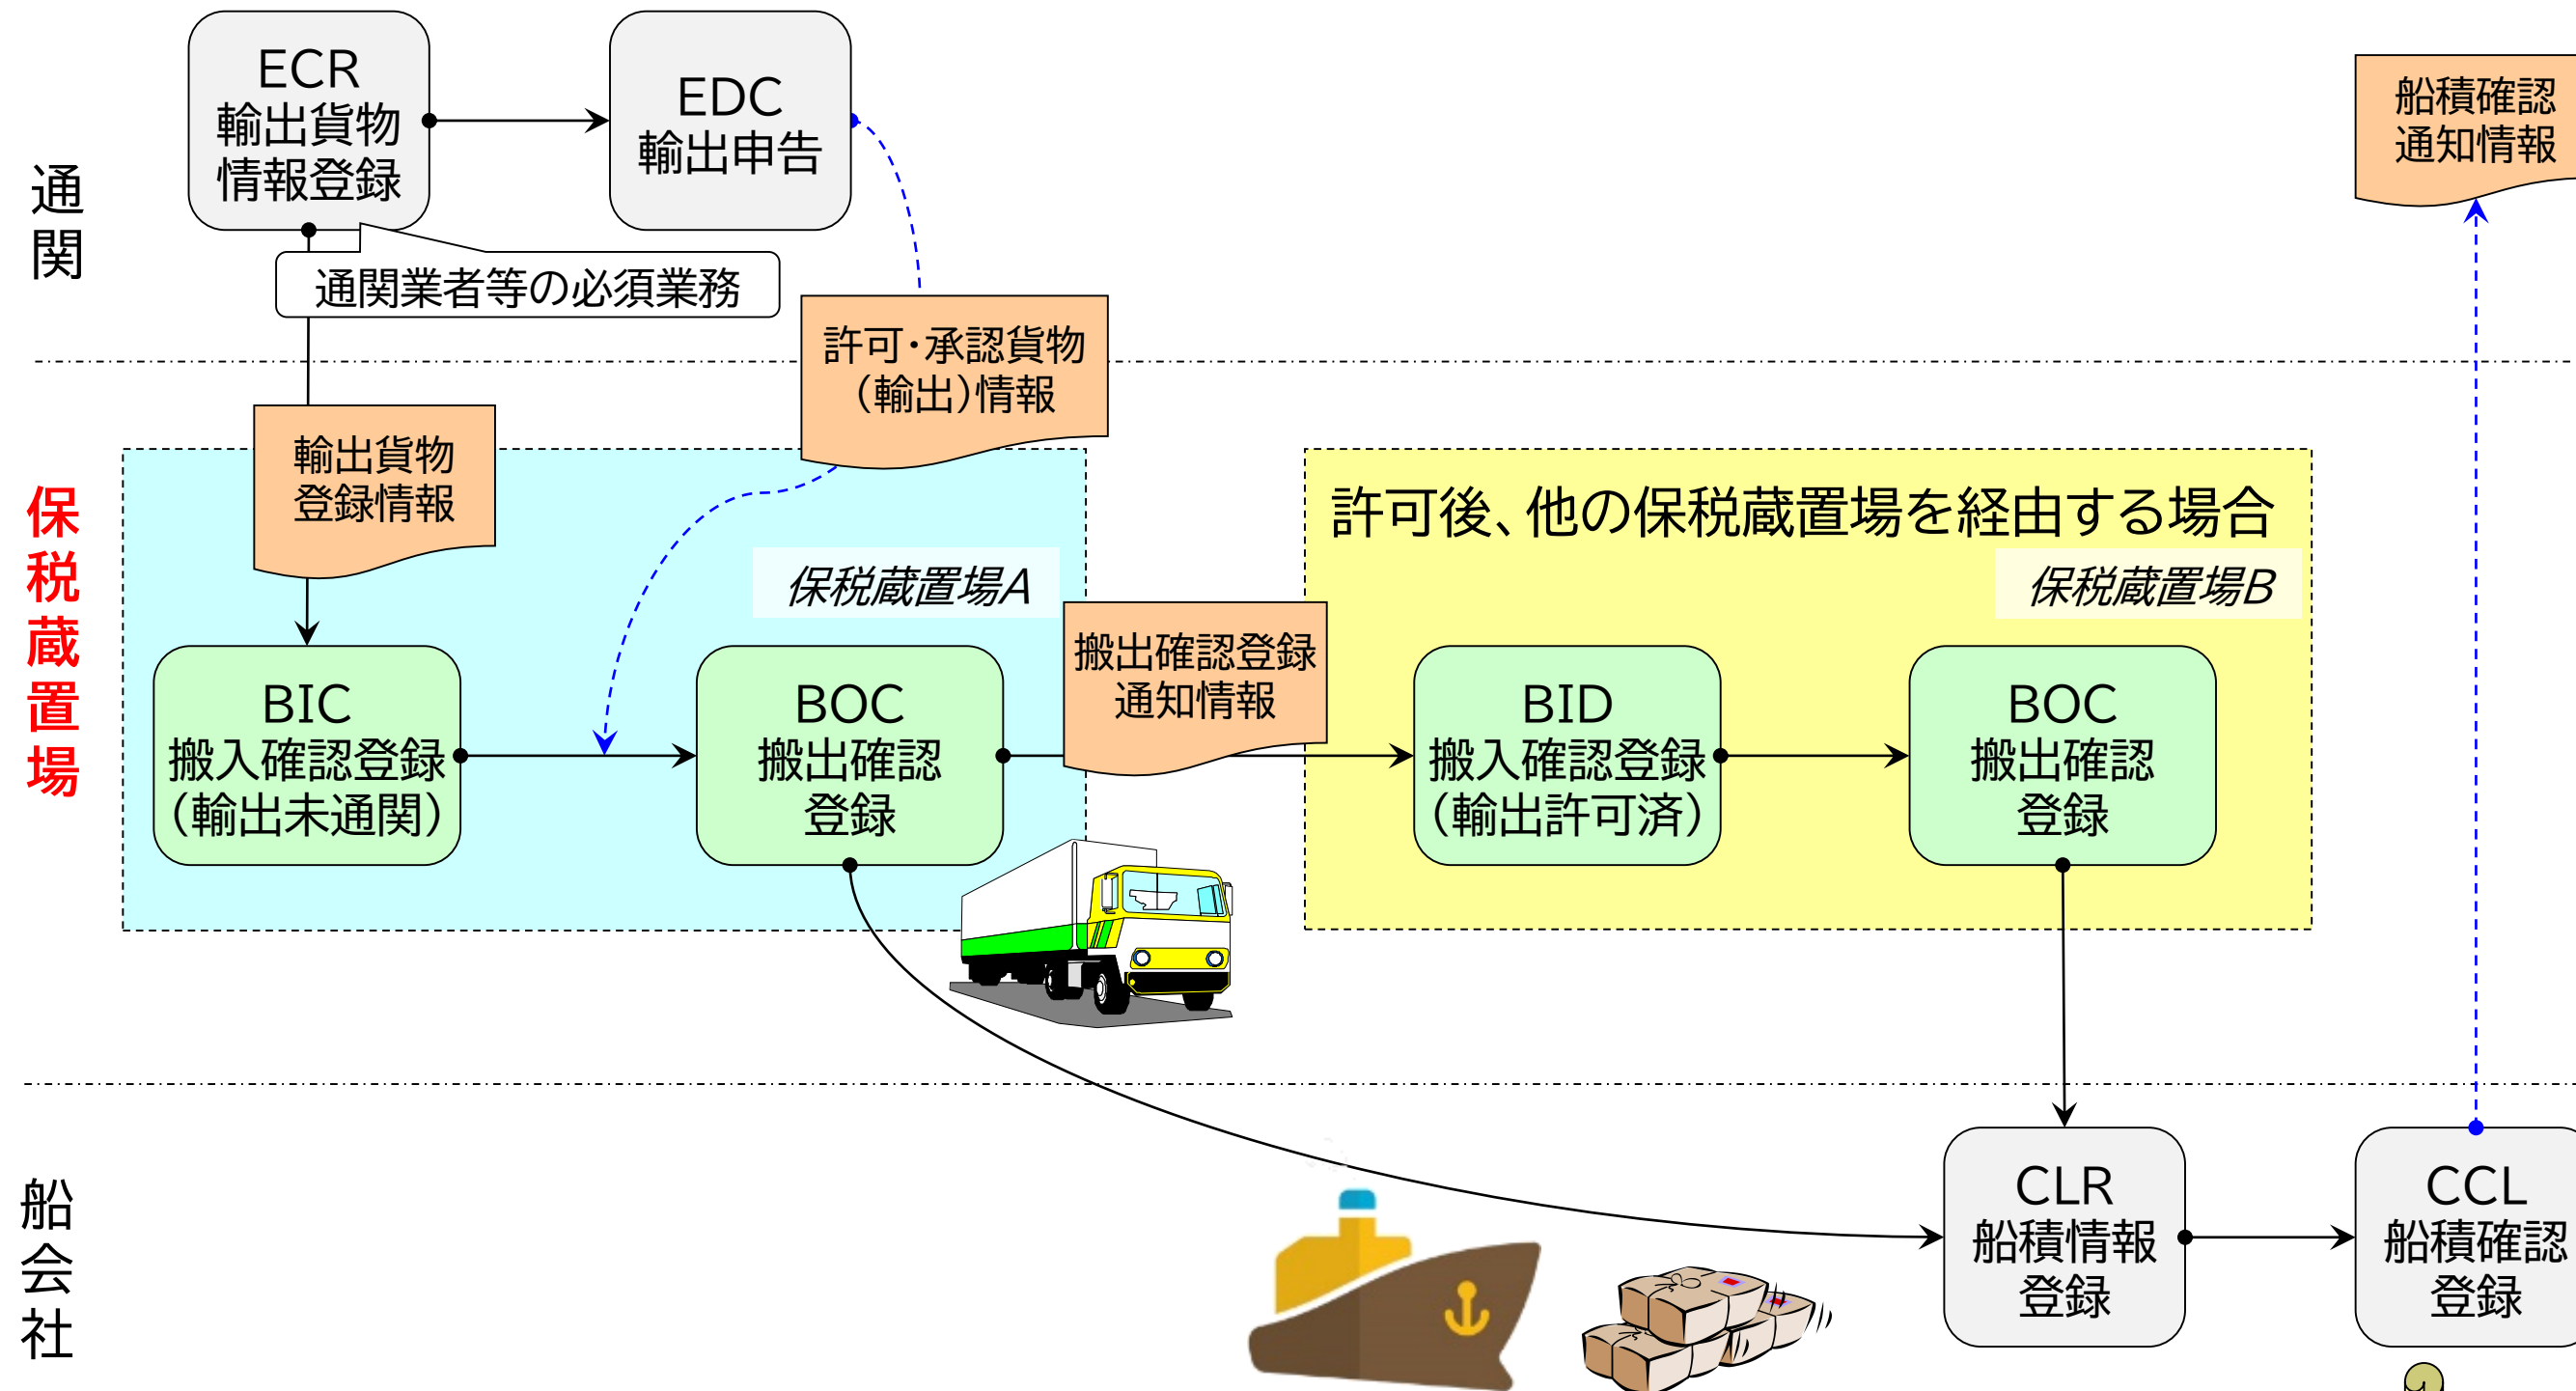 ECR
輸出貨物
情報登録
EDC
輸出申告
船積確認
通知情報
通関
通関業者等の必須業務
許可・承認貨物
（輸出）情報
輸出貨物
登録情報
保税蔵置場
許可後、他の保税蔵置場を経由する場合
保税蔵置場A
保税蔵置場B
搬出確認登録
通知情報
BIC
搬入確認登録
（輸出未通関）
BOC
搬出確認
登録
BID
搬入確認登録
（輸出許可済）
BOC
搬出確認
登録
船会社
CLR
船積情報
登録
CCL
船積確認
登録